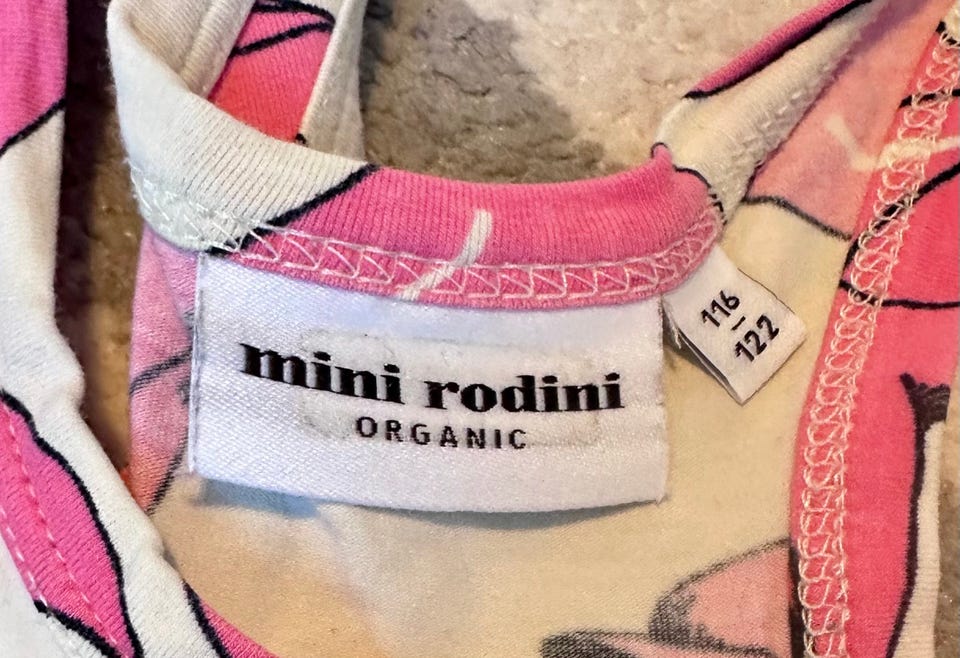 mini rodini
ORGANIC
116
–
122